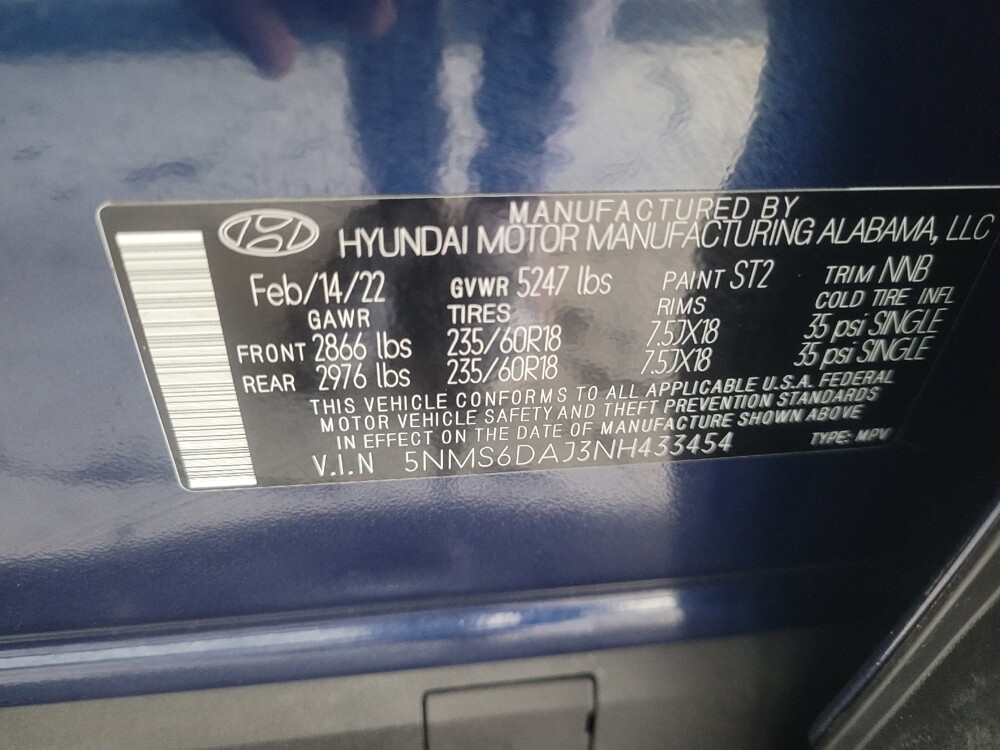 MANUFACTURED BY
HYUNDAI MOTOR MANUFACTURING ALABAMA, LLC
Feb/14/22 GVWR 5247 lbs PAINT ST2 TRIM NNB
GAWR TIRES RIMS COLD TIRE INFL
FRONT 2866 lbs 235/60R18 7.5JX18 35 psi SINGLE
REAR 2976 lbs 235/60R18 7.5JX18 35 psi SINGLE
THIS VEHICLE CONFORMS TO ALL APPLICABLE U.S.A. FEDERAL
MOTOR VEHICLE SAFETY AND THEFT PREVENTION STANDARDS
IN EFFECT ON THE DATE OF MANUFACTURE SHOWN ABOVE
V.I.N 5NMS6DAJ3NH433454 TYPE: MPV